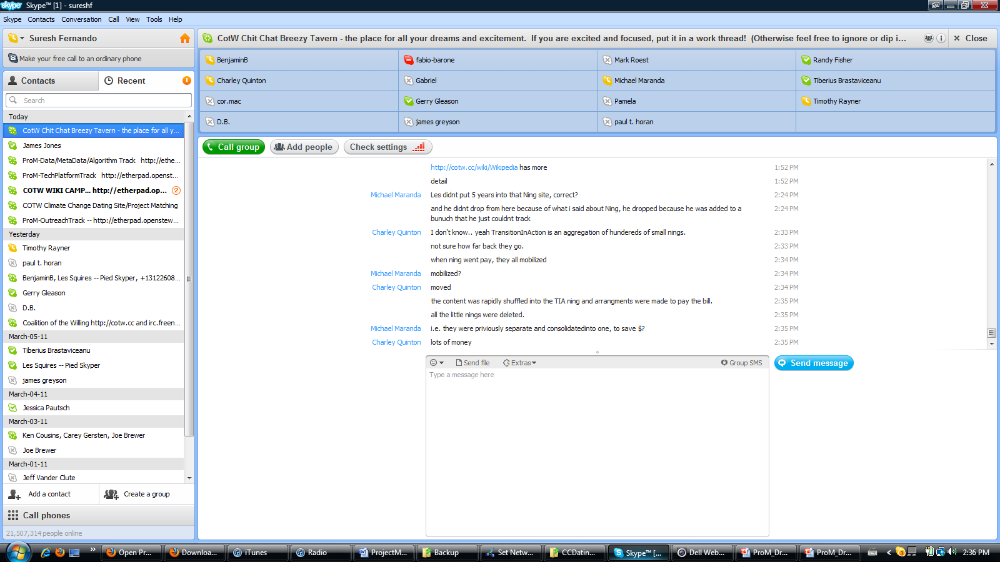 Skype™ [1] - sureshf
Skype Contacts Conversation Call View Tools Help
Suresh Fernando
Make your free call to an ordinary phone
Contacts
Recent 1
Search
Today
CotW Chit Chat Breezy Tavern - the place for all y...
James Jones
ProM-Data/MetaData/Algorithm Track http://ethe...
ProM-TechPlatformTrack http://etherpad.openst...
COTW WIKI CAMP... http://etherpad.op... 2
COTW Climate Change Dating Site/Project Matching
ProM-OutreachTrack -- http://etherpad.openstew...
Yesterday
Timothy Rayner
paul t. horan
BenjaminB, Les Squires -- Pied Skyper, +13122608...
Gerry Gleason
D.B.
Coalition of the Willing http://cotw.cc and irc.freen...
March-05-11
Tiberius Brastaviceanu
Les Squires -- Pied Skyper
james greyson
March-04-11
Jessica Pautsch
March-03-11
Ken Cousins, Carey Gersten, Joe Brewer
Joe Brewer
March-01-11
Jeff Vander Clute
Add a contact
Create a group
Call phones
21,507,314 people online
CotW Chit Chat Breezy Tavern - the place for all your dreams and excitement. If you are excited and focused, put it in a work thread! (Otherwise feel free to ignore or dip i...
Close
BenjaminB fabio-barone Mark Roest Randy Fisher
Charley Quinton Gabriel Michael Maranda Tiberius Brastaviceanu
cor.mac Gerry Gleason Pamela Timothy Rayner
D.B. james greyson paul t. horan
Call group Add people Check settings
http://cotw.cc/wiki/Wikipedia has more 1:52 PM
detail 1:52 PM
Michael Maranda Les didnt put 5 years into that Ning site, correct? 2:24 PM
and he didnt drop from here because of what i said about Ning, he dropped because he was added to a 2:24 PM
bunuch that he just couldnt track
Charley Quinton I don't know.. yeah TransitionInAction is an aggregation of hundereds of small nings. 2:33 PM
not sure how far back they go. 2:33 PM
when ning went pay, they all mobilized 2:34 PM
Michael Maranda mobilized? 2:34 PM
Charley Quinton moved 2:34 PM
the content was rapidly shuffled into the TIA ning and arrangments were made to pay the bill. 2:35 PM
all the little nings were deleted. 2:35 PM
Michael Maranda i.e. they were priviously separate and consolidatedinto one, to save $? 2:35 PM
Charley Quinton lots of money 2:35 PM
Send file Extras Group SMS
Send message
Type a message here
Open Pr... Downloa... iTunes Radio ProjectM... Backup Set Netw... CCDatin... Skype™ [... Dell Web... ProM_Dr... ProM_Dr... 2:36 PM